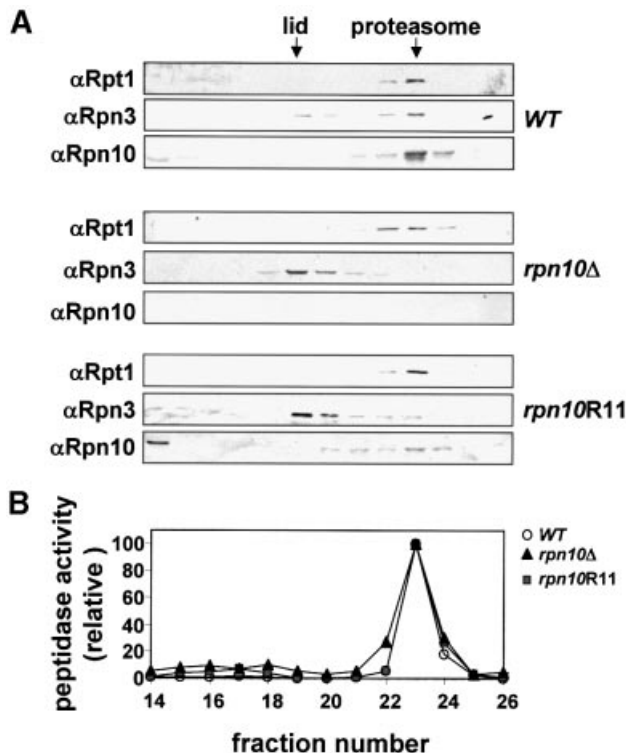 A
lid proteasome
αRpt1
αRpn3 WT
αRpn10
αRpt1
αRpn3 rpn10Δ
αRpn10
αRpt1
αRpn3 rpn10R11
αRpn10
B
peptidase activity
(relative )
100
80
60
40
20
0
14 16 18 20 22 24 26
fraction number
WT
rpn10Δ
rpn10R11